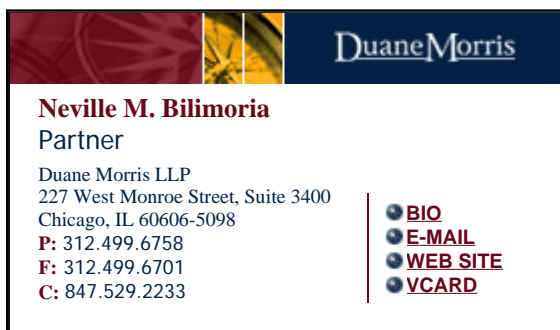 DuaneMorris
Neville M. Bilimoria
Partner
Duane Morris LLP
227 West Monroe Street, Suite 3400
Chicago, IL 60606-5098
P: 312.499.6758
F: 312.499.6701
C: 847.529.2233
BIO
E-MAIL
WEB SITE
VCARD